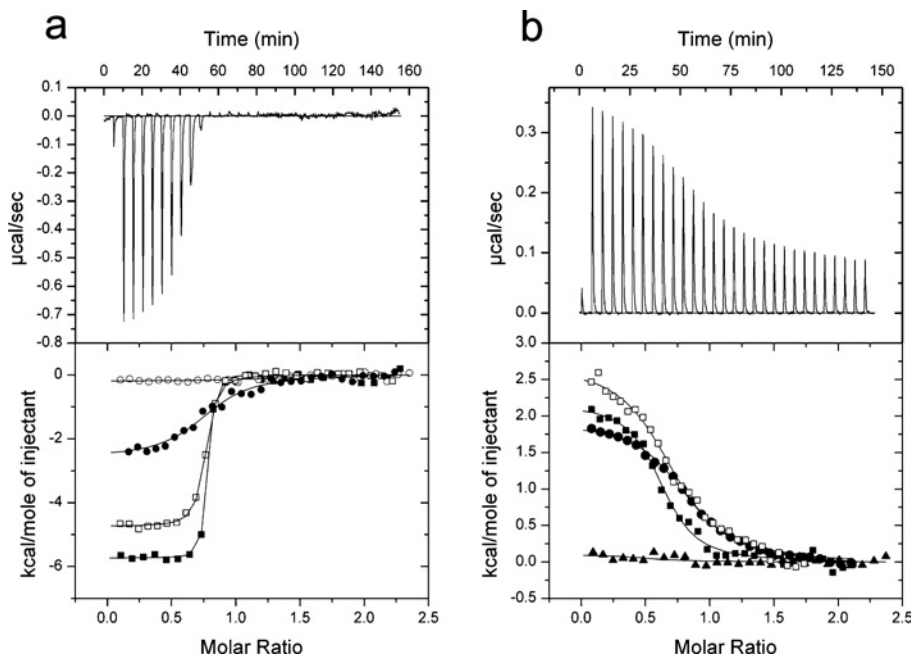 a
Time (min)
0 20 40 60 80 100 120 140 160
0.1
0.0
-0.1
-0.2
-0.3
-0.4
-0.5
-0.6
-0.7
-0.8
µcal/sec
0
-2
-4
-6
kcal/mole of injectant
0.0 0.5 1.0 1.5 2.0 2.5
Molar Ratio
b
Time (min)
0 25 50 75 100 125 150
0.3
0.2
0.1
0.0
µcal/sec
3.0
2.5
2.0
1.5
1.0
0.5
0.0
-0.5
kcal/mole of injectant
0.0 0.5 1.0 1.5 2.0 2.5
Molar Ratio